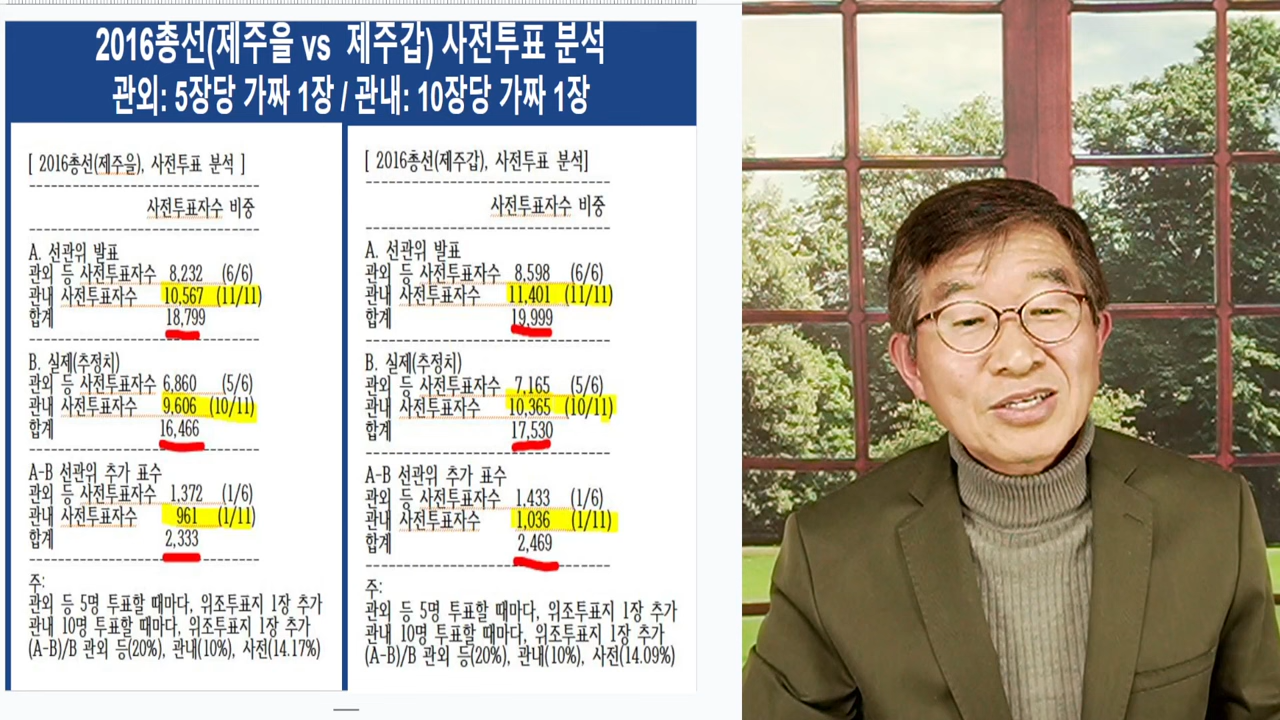 2016총선(제주을 vs 제주갑) 사전투표 분석
관외: 5장당 가짜 1장 / 관내: 10장당 가짜 1장
[ 2016총선(제주을), 사전투표 분석 ]
사전투표자수 비중
A. 선관위 발표
관외 등 사전투표자수 8,232 (6/6)
관내 사전투표자수 10,567 (11/11)
합계 18,799
B. 실제(추정치)
관외 등 사전투표자수 6,860 (5/6)
관내 사전투표자수 9,606 (10/11)
합계 16,466
A-B 선관위 추가 표수
관외 등 사전투표자수 1,372 (1/6)
관내 사전투표자수 961 (1/11)
합계 2,333
주:
관외 등 5명 투표할 때마다, 위조투표지 1장 추가
관내 10명 투표할 때마다, 위조투표지 1장 추가
(A-B)/B 관외 등(20%), 관내(10%), 사전(14.17%)
[ 2016총선(제주갑), 사전투표 분석]
사전투표자수 비중
A. 선관위 발표
관외 등 사전투표자수 8,598 (6/6)
관내 사전투표자수 11,401 (11/11)
합계 19,999
B. 실제(추정치)
관외 등 사전투표자수 7,165 (5/6)
관내 사전투표자수 10,365 (10/11)
합계 17,530
A-B 선관위 추가 표수
관외 등 사전투표자수 1,433 (1/6)
관내 사전투표자수 1,036 (1/11)
합계 2,469
주:
관외 등 5명 투표할 때마다, 위조투표지 1장 추가
관내 10명 투표할 때마다, 위조투표지 1장 추가
(A-B)/B 관외 등(20%), 관내(10%), 사전(14.09%)